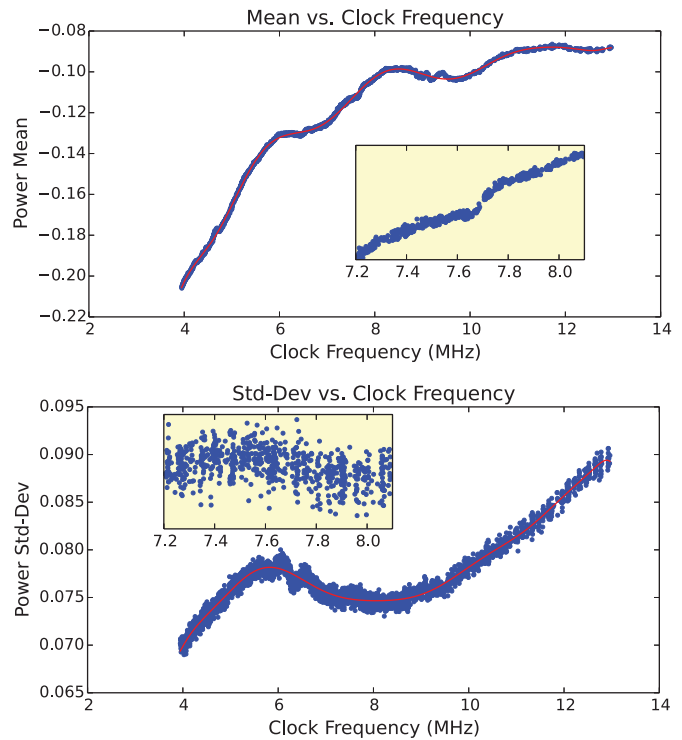 Mean vs. Clock Frequency
−0.08
−0.10
−0.12
−0.14
−0.16
−0.18
−0.20
−0.22
Power Mean
7.2 7.4 7.6 7.8 8.0
2 4 6 8 10 12 14
Clock Frequency (MHz)
Std-Dev vs. Clock Frequency
0.095
0.090
0.085
0.080
0.075
0.070
0.065
Power Std-Dev
7.2 7.4 7.6 7.8 8.0
2 4 6 8 10 12 14
Clock Frequency (MHz)